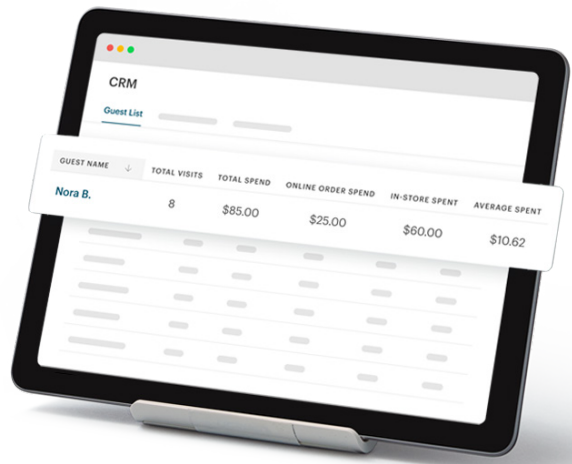 CRM
Guest List
GUEST NAME ↓ TOTAL VISITS TOTAL SPEND ONLINE ORDER SPEND IN-STORE SPENT AVERAGE SPENT
Nora B. 8 $85.00 $25.00 $60.00 $10.62